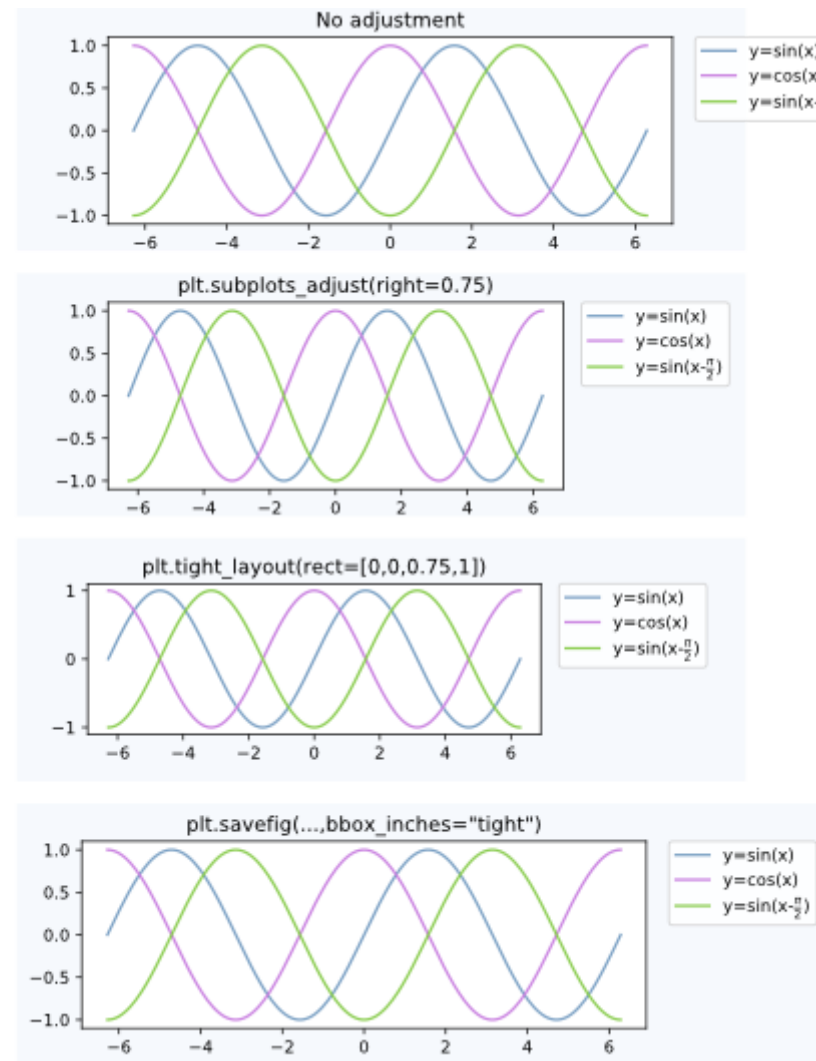 No adjustment
1.0
0.5
0.0
−0.5
−1.0
−6 −4 −2 0 2 4 6
y=sin(x)
y=cos(x
y=sin(x-
plt.subplots_adjust(right=0.75)
1.0
0.5
0.0
−0.5
−1.0
−6 −4 −2 0 2 4 6
y=sin(x)
y=cos(x)
y=sin(x-π/2)
plt.tight_layout(rect=[0,0,0.75,1])
1
0
−1
−6 −4 −2 0 2 4 6
y=sin(x)
y=cos(x)
y=sin(x-π/2)
plt.savefig(...,bbox_inches="tight")
1.0
0.5
0.0
−0.5
−1.0
−6 −4 −2 0 2 4 6
y=sin(x)
y=cos(x)
y=sin(x-π/2)